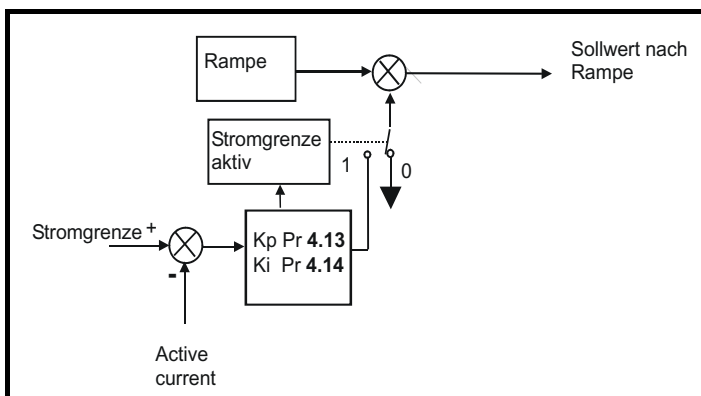 Rampe
Sollwert nach
Rampe
Stromgrenze
aktiv
1
0
Stromgrenze +
-
Kp Pr 4.13
Ki Pr 4.14
Active
current